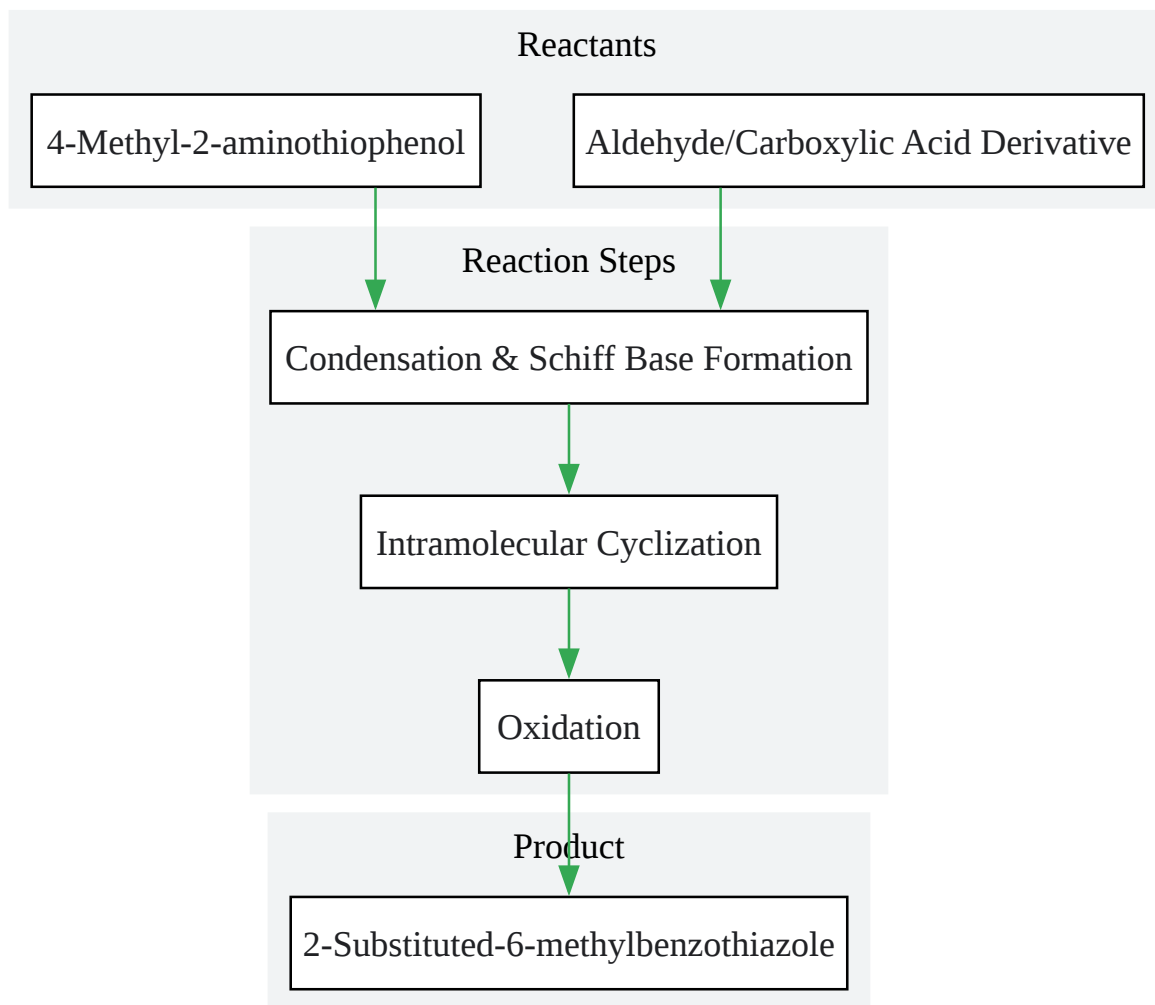 Reactants
4-Methyl-2-aminothiophenol
Aldehyde/Carboxylic Acid Derivative
Reaction Steps
Condensation & Schiff Base Formation
Intramolecular Cyclization
Oxidation
Product
2-Substituted-6-methylbenzothiazole